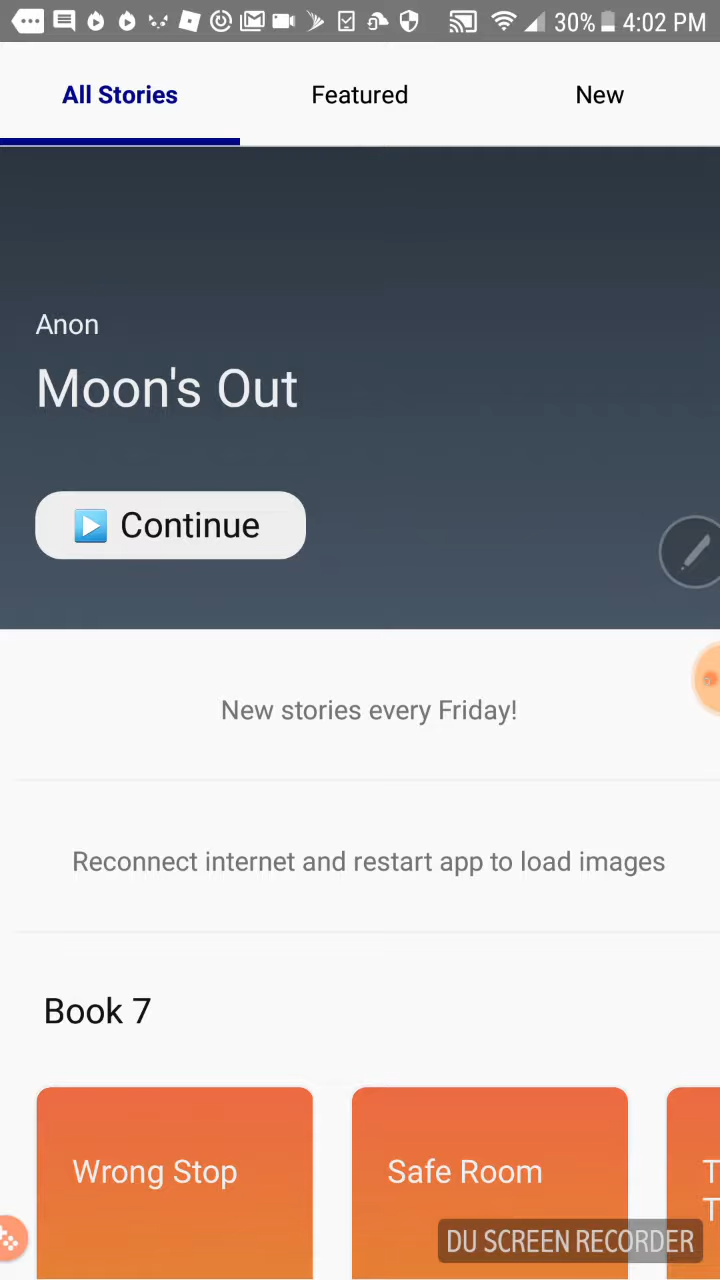 30% 4:02 PM
All Stories Featured New
Anon
Moon's Out
Continue
New stories every Friday!
Reconnect internet and restart app to load images
Book 7
Wrong Stop Safe Room T
T
DU SCREEN RECORDER